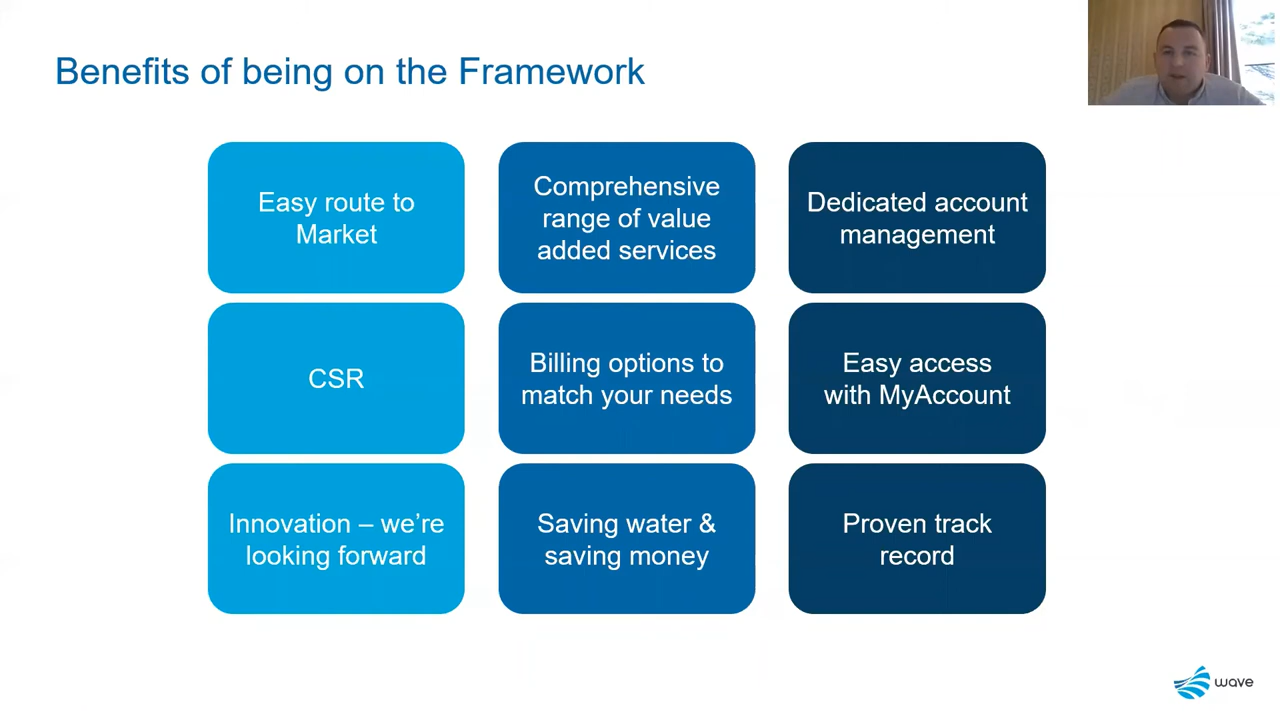 Benefits of being on the Framework
Easy route to
Market
Comprehensive
range of value
added services
Dedicated account
management
CSR
Billing options to
match your needs
Easy access
with MyAccount
Innovation – we’re
looking forward
Saving water &
saving money
Proven track
record
wave